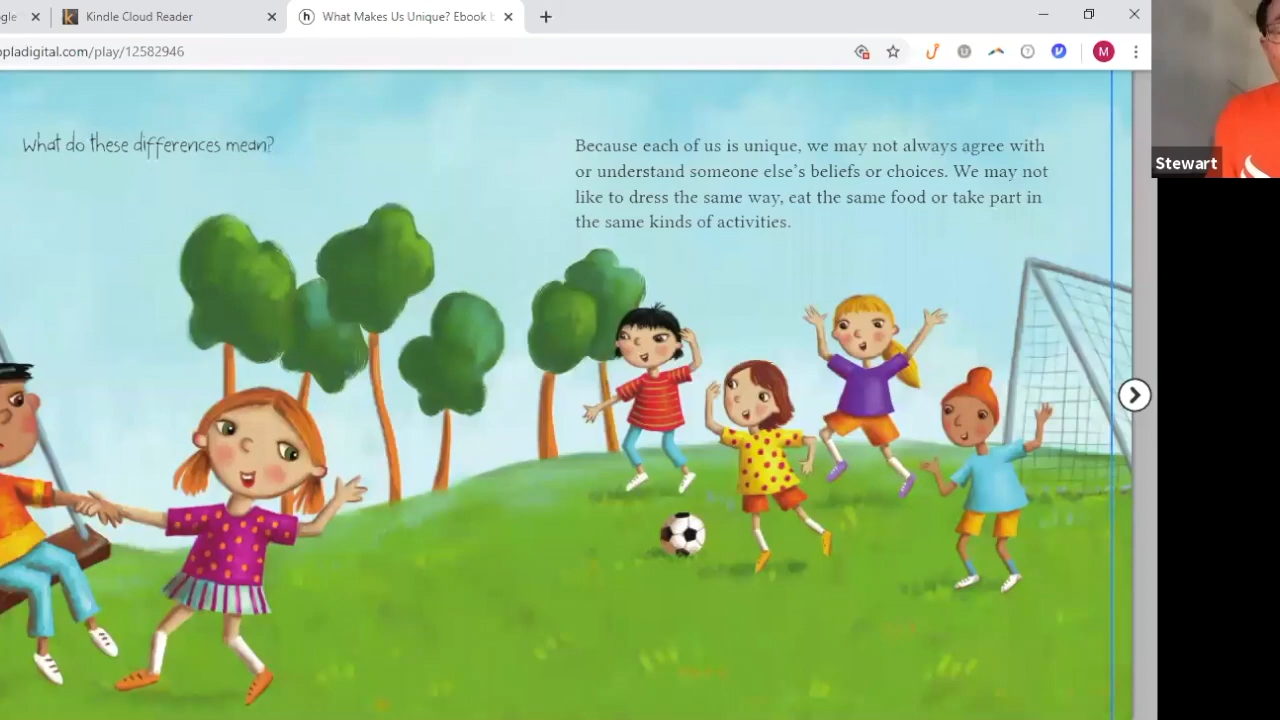 gle
Kindle Cloud Reader
What Makes Us Unique? Ebook
opladigital.com/play/12582946
M
Stewart
What do these differences mean?
Because each of us is unique, we may not always agree with
or understand someone else's beliefs or choices. We may not
like to dress the same way, eat the same food or take part in
the same kinds of activities.